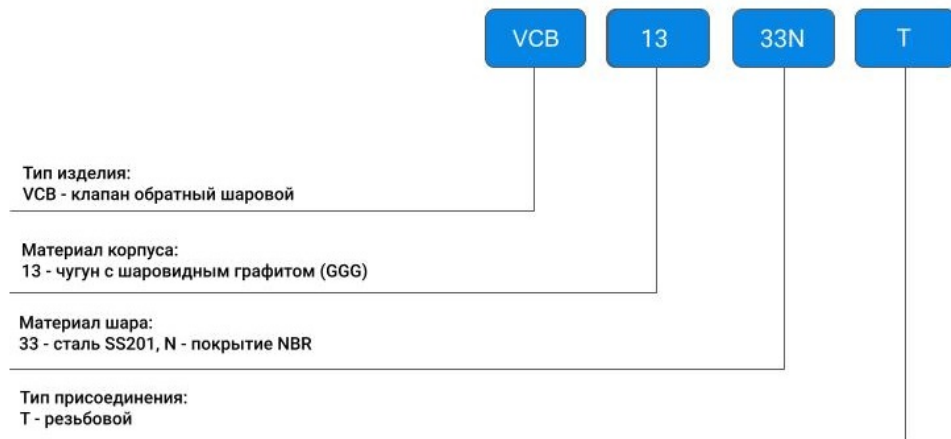 VCB 13 33N T
Тип изделия:
VCB - клапан обратный шаровой
Материал корпуса:
13 - чугун с шаровидным графитом (GGG)
Материал шара:
33 - сталь SS201, N - покрытие NBR
Тип присоединения:
T - резьбовой